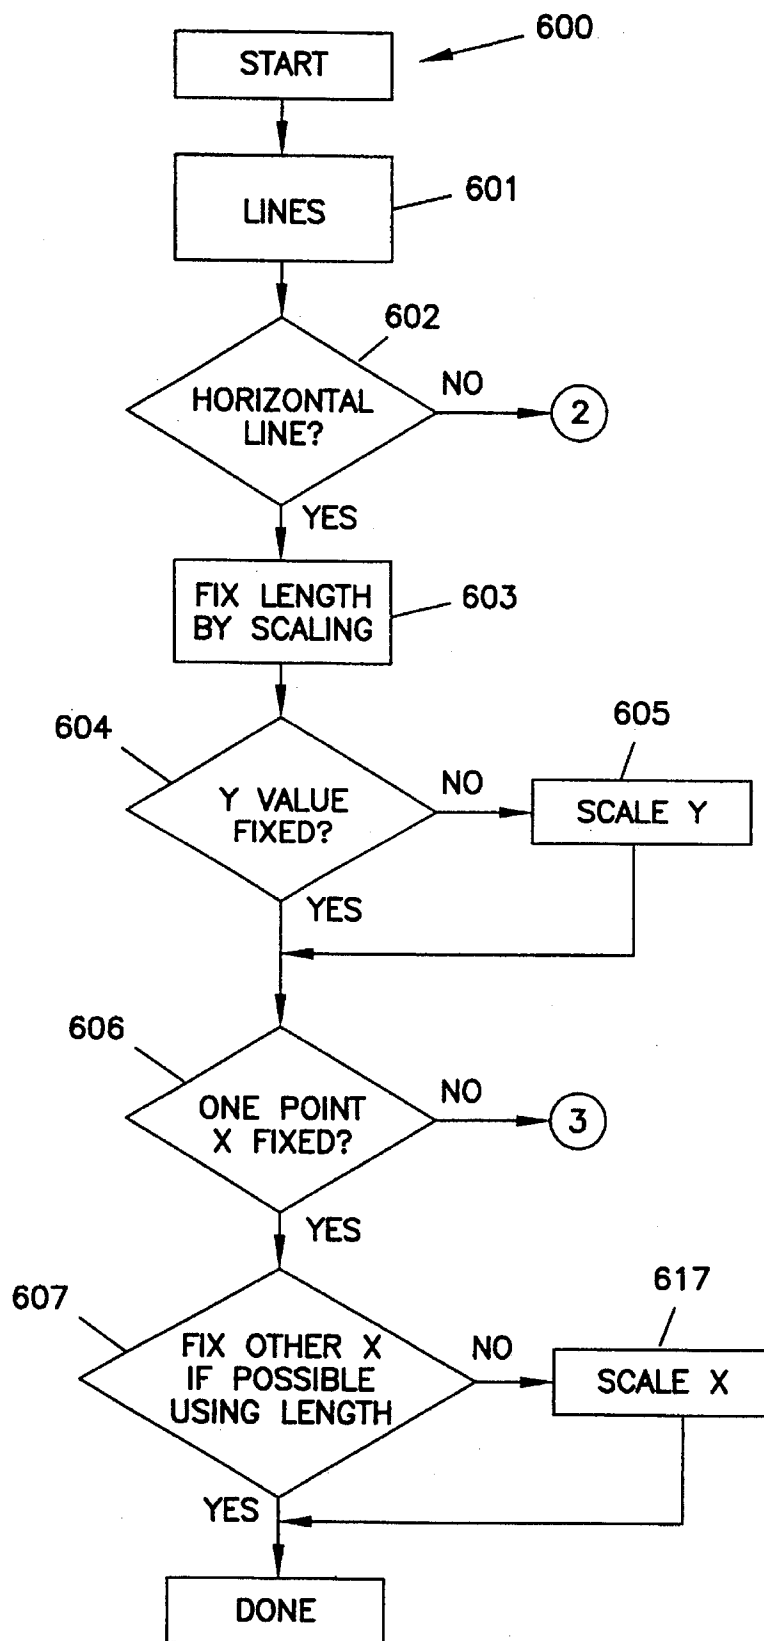 600
START
LINES
601
602
HORIZONTAL
LINE?
NO
2
YES
FIX LENGTH
BY SCALING
603
604
Y VALUE
FIXED?
NO
605
SCALE Y
YES
606
ONE POINT
X FIXED?
NO
3
YES
607
FIX OTHER X
IF POSSIBLE
USING LENGTH
NO
617
SCALE X
YES
DONE